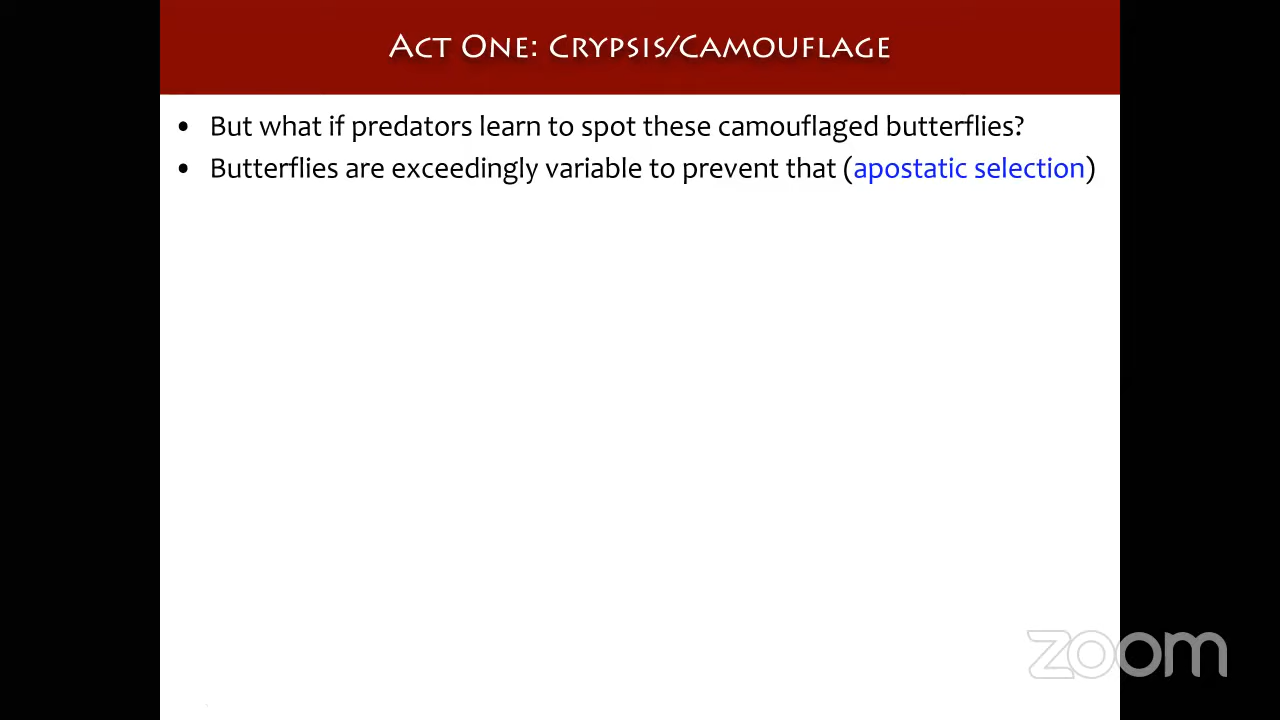 Act One: Crypsis/Camouflage
• But what if predators learn to spot these camouflaged butterflies?
• Butterflies are exceedingly variable to prevent that (apostatic selection)
zoom